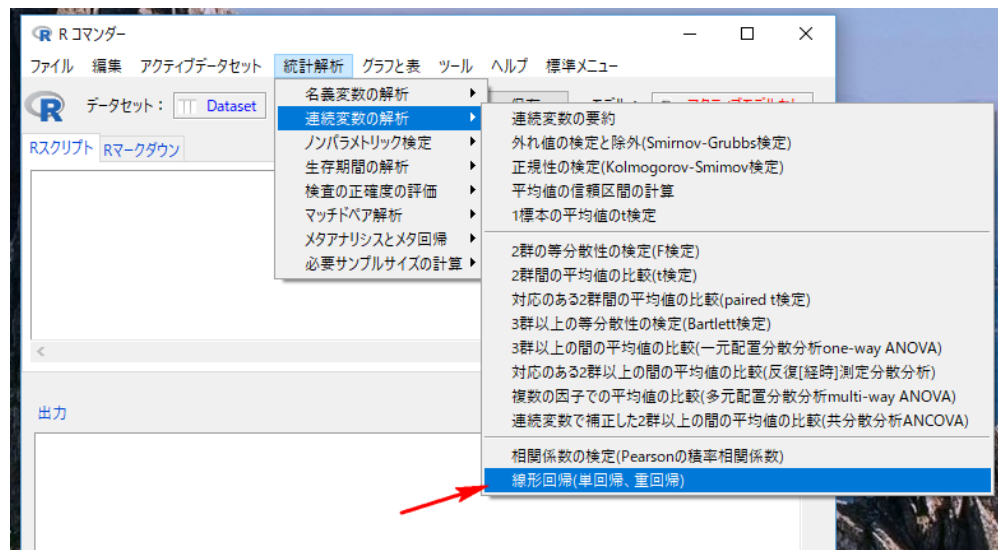 R コマンダー
ファイル 編集 アクティブデータセット 統計解析 グラフと表 ツール ヘルプ 標準メニュー
データセット: Dataset
Rスクリプト Rマークダウン
名義変数の解析
連続変数の解析
ノンパラメトリック検定
生存期間の解析
検査の正確度の評価
マッチドペア解析
メタアナリシスとメタ回帰
必要サンプルサイズの計算
連続変数の要約
外れ値の検定と除外(Smirnov-Grubbs検定)
正規性の検定(Kolmogorov-Smirnov検定)
平均値の信頼区間の計算
1標本の平均値のt検定
2群の等分散性の検定(F検定)
2群間の平均値の比較(t検定)
対応のある2群間の平均値の比較(paired t検定)
3群以上の等分散性の検定(Bartlett検定)
3群以上の間の平均値の比較(一元配置分散分析one-way ANOVA)
対応のある2群以上の間の平均値の比較(反復[経時]測定分散分析)
複数の因子での平均値の比較(多元配置分散分析multi-way ANOVA)
連続変数で補正した2群以上の間の平均値の比較(共分散分析ANCOVA)
相関係数の検定(Pearsonの積率相関係数)
線形回帰(単回帰、重回帰)
出力